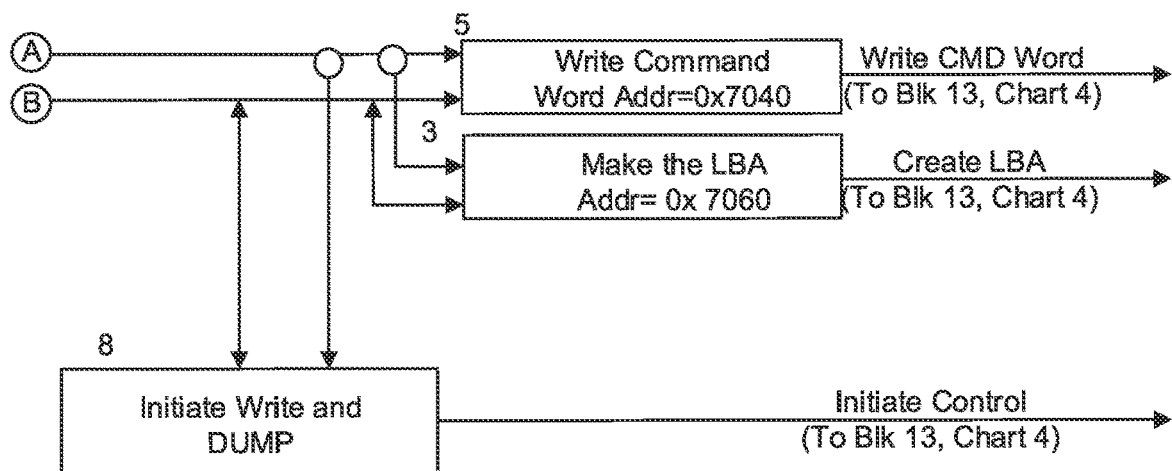 5
A
Write Command
Write CMD Word
B
Word Addr=0x7040
(To Blk 13, Chart 4)
3
Make the LBA
Create LBA
Addr= 0x 7060
(To Blk 13, Chart 4)
8
Initiate Write and
DUMP
Initiate Control
(To Blk 13, Chart 4)